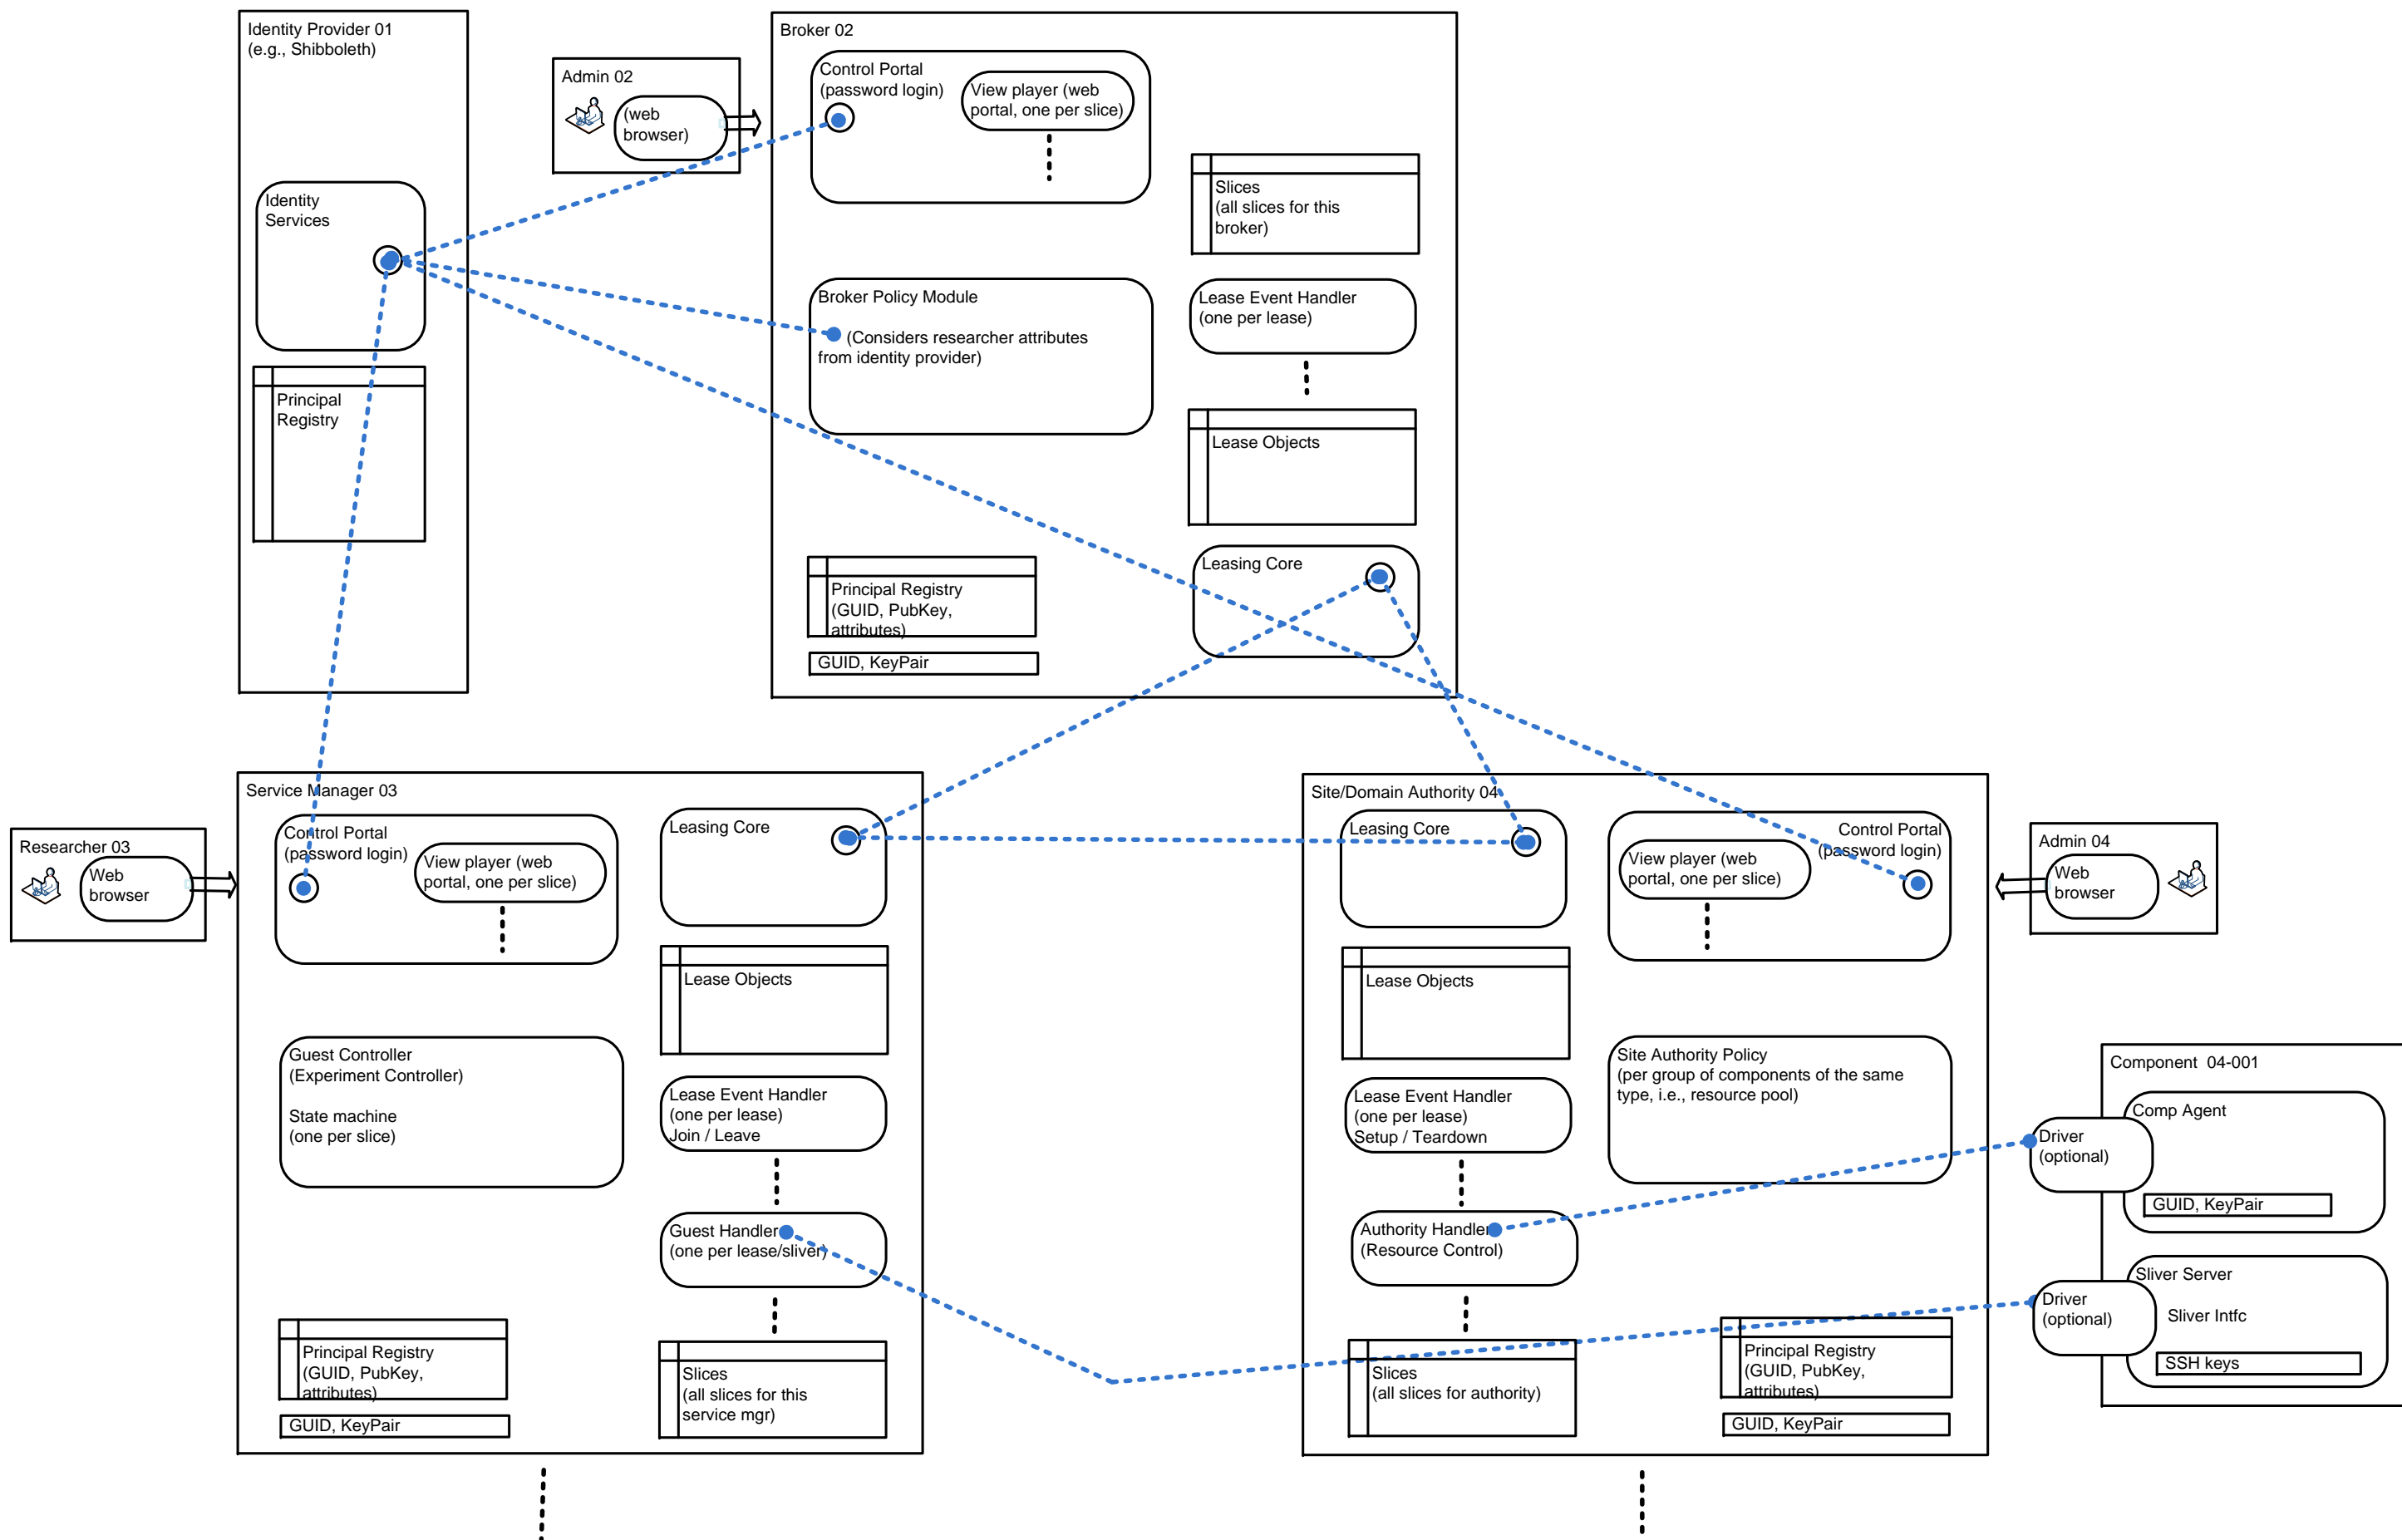 Identity Provider 01
(e.g., Shibboleth)
Identity
Services
Principal
Registry
Admin 02
(web
browser)
Broker 02
Control Portal
(password login)
View player (web
portal, one per slice)
Slices
(all slices for this
broker)
Broker Policy Module
(Considers researcher attributes
from identity provider)
Lease Event Handler
(one per lease)
Lease Objects
Leasing Core
Principal Registry
(GUID, PubKey,
attributes)
GUID, KeyPair
Researcher 03
Web
browser
Service Manager 03
Control Portal
(password login)
View player (web
portal, one per slice)
Leasing Core
Lease Objects
Guest Controller
(Experiment Controller)
State machine
(one per slice)
Lease Event Handler
(one per lease)
Join / Leave
Guest Handler
(one per lease/sliver)
Principal Registry
(GUID, PubKey,
attributes)
GUID, KeyPair
Slices
(all slices for this
service mgr)
Site/Domain Authority 04
Leasing Core
Control Portal
(password login)
View player (web
portal, one per slice)
Lease Objects
Site Authority Policy
(per group of components of the same
type, i.e., resource pool)
Lease Event Handler
(one per lease)
Setup / Teardown
Authority Handler
(Resource Control)
Slices
(all slices for authority)
Principal Registry
(GUID, PubKey,
attributes)
GUID, KeyPair
Admin 04
Web
browser
Component  04-001
Comp Agent
Driver
(optional)
GUID, KeyPair
Sliver Server
Driver
(optional)
Sliver Intfc
SSH keys